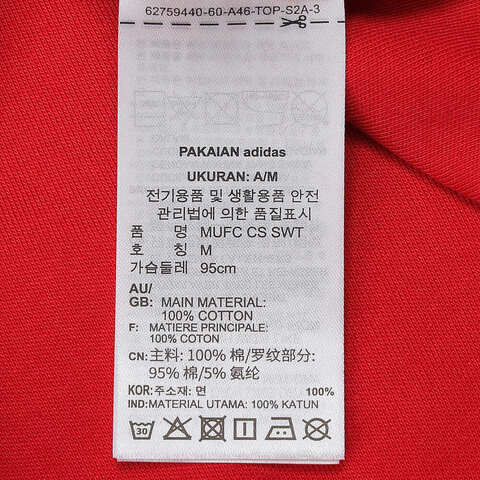 62759440-60-A46-TOP-S2A-3
PAKAIAN adidas
UKURAN: A/M
전기용품 및 생활용품 안전
관리법에 의한 품질표시
품 명 MUFC CS SWT
호 칭 M
가슴둘레 95cm
AU/
GB: MAIN MATERIAL:
100% COTTON
F: MATIERE PRINCIPALE:
100% COTON
CN: 主料: 100% 棉/罗纹部分:
95% 棉/5% 氨纶
KOR: 주소재: 면 100%
IND: MATERIAL UTAMA: 100% KATUN
30